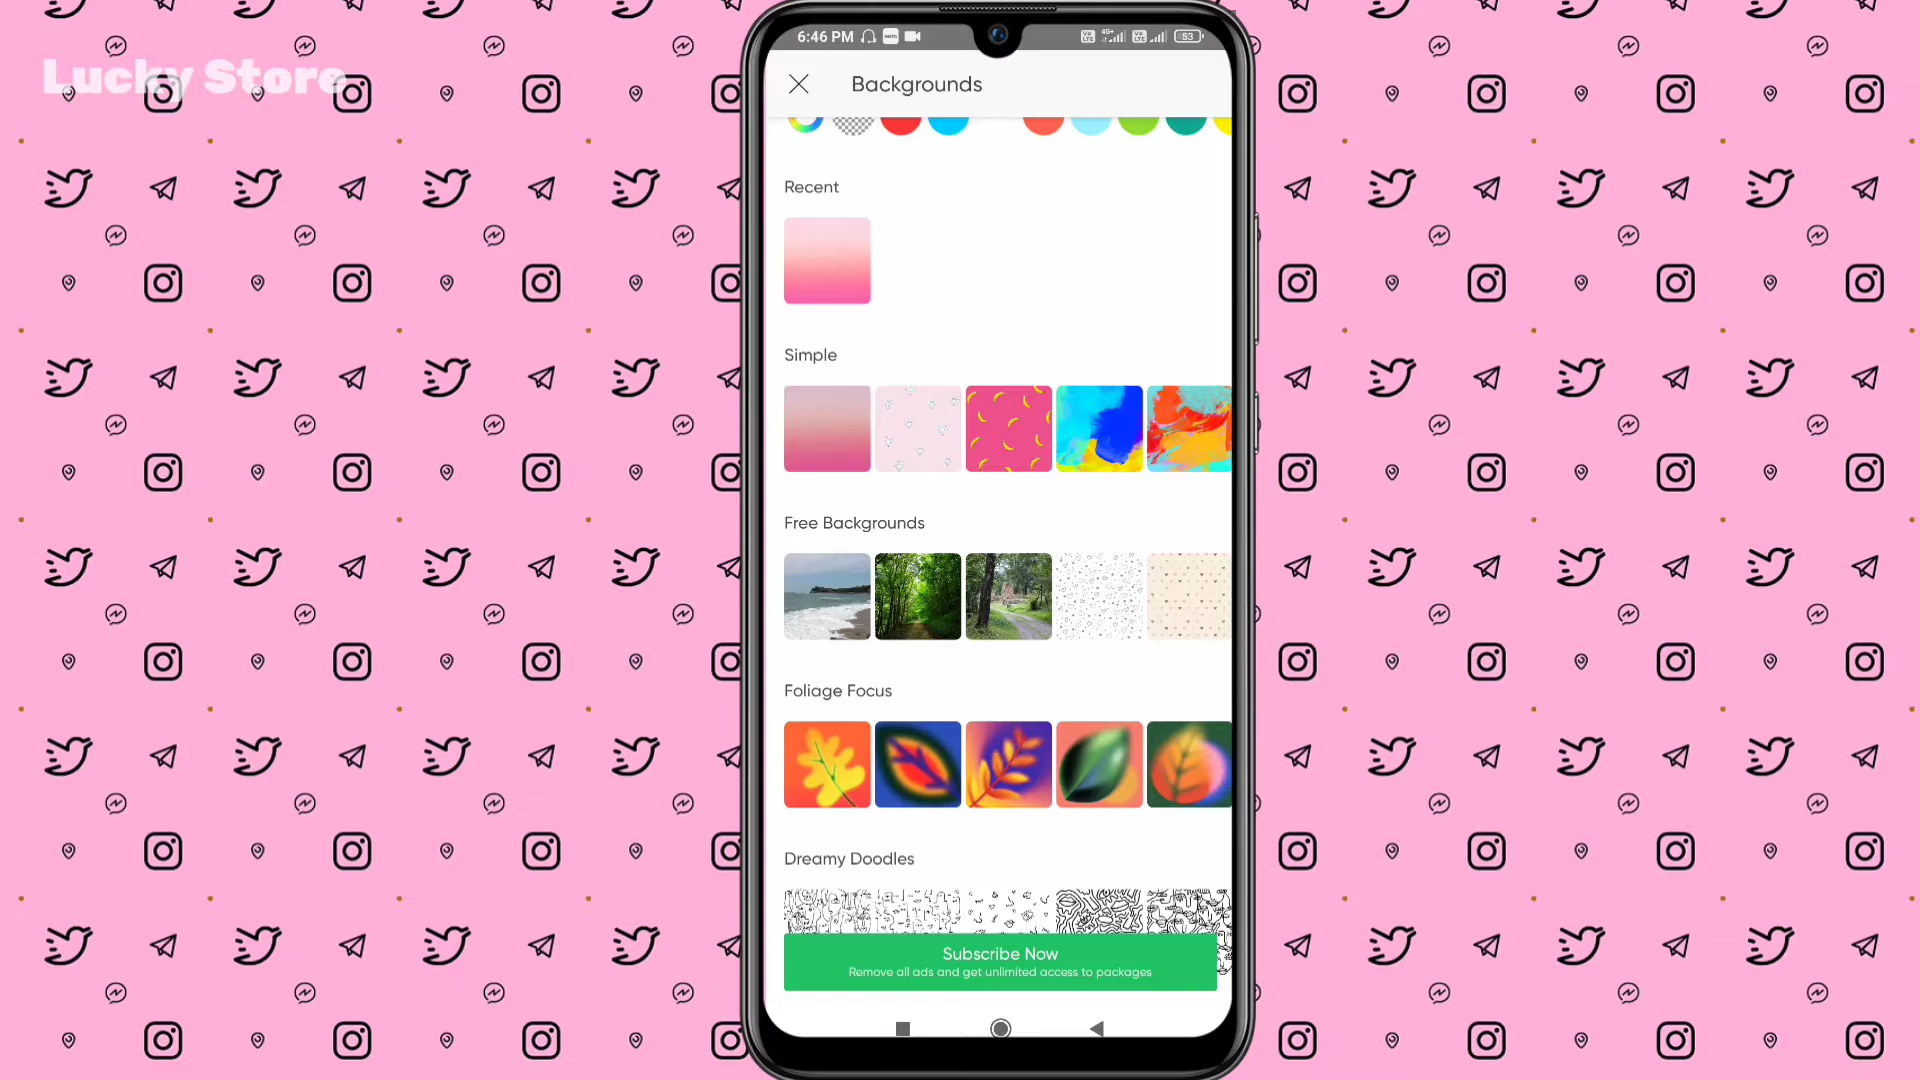 Lucky Store
6:46 PM
53
Backgrounds
Recent
Simple
Free Backgrounds
Foliage Focus
Dreamy Doodles
Subscribe Now
Remove all ads and get unlimited access to packages